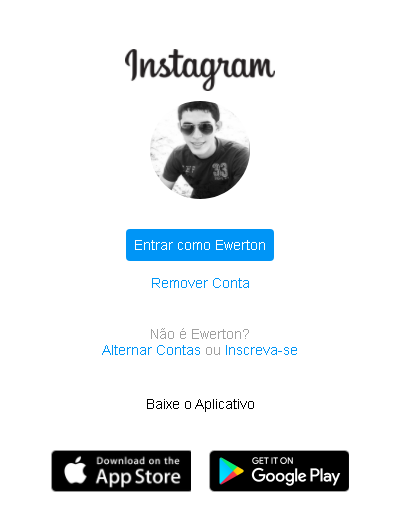 Instagram
33
Entrar como Ewerton
Remover Conta
Não é Ewerton?
Alternar Contas ou Inscreva-se
Baixe o Aplicativo
Download on the
App Store
GET IT ON
Google Play